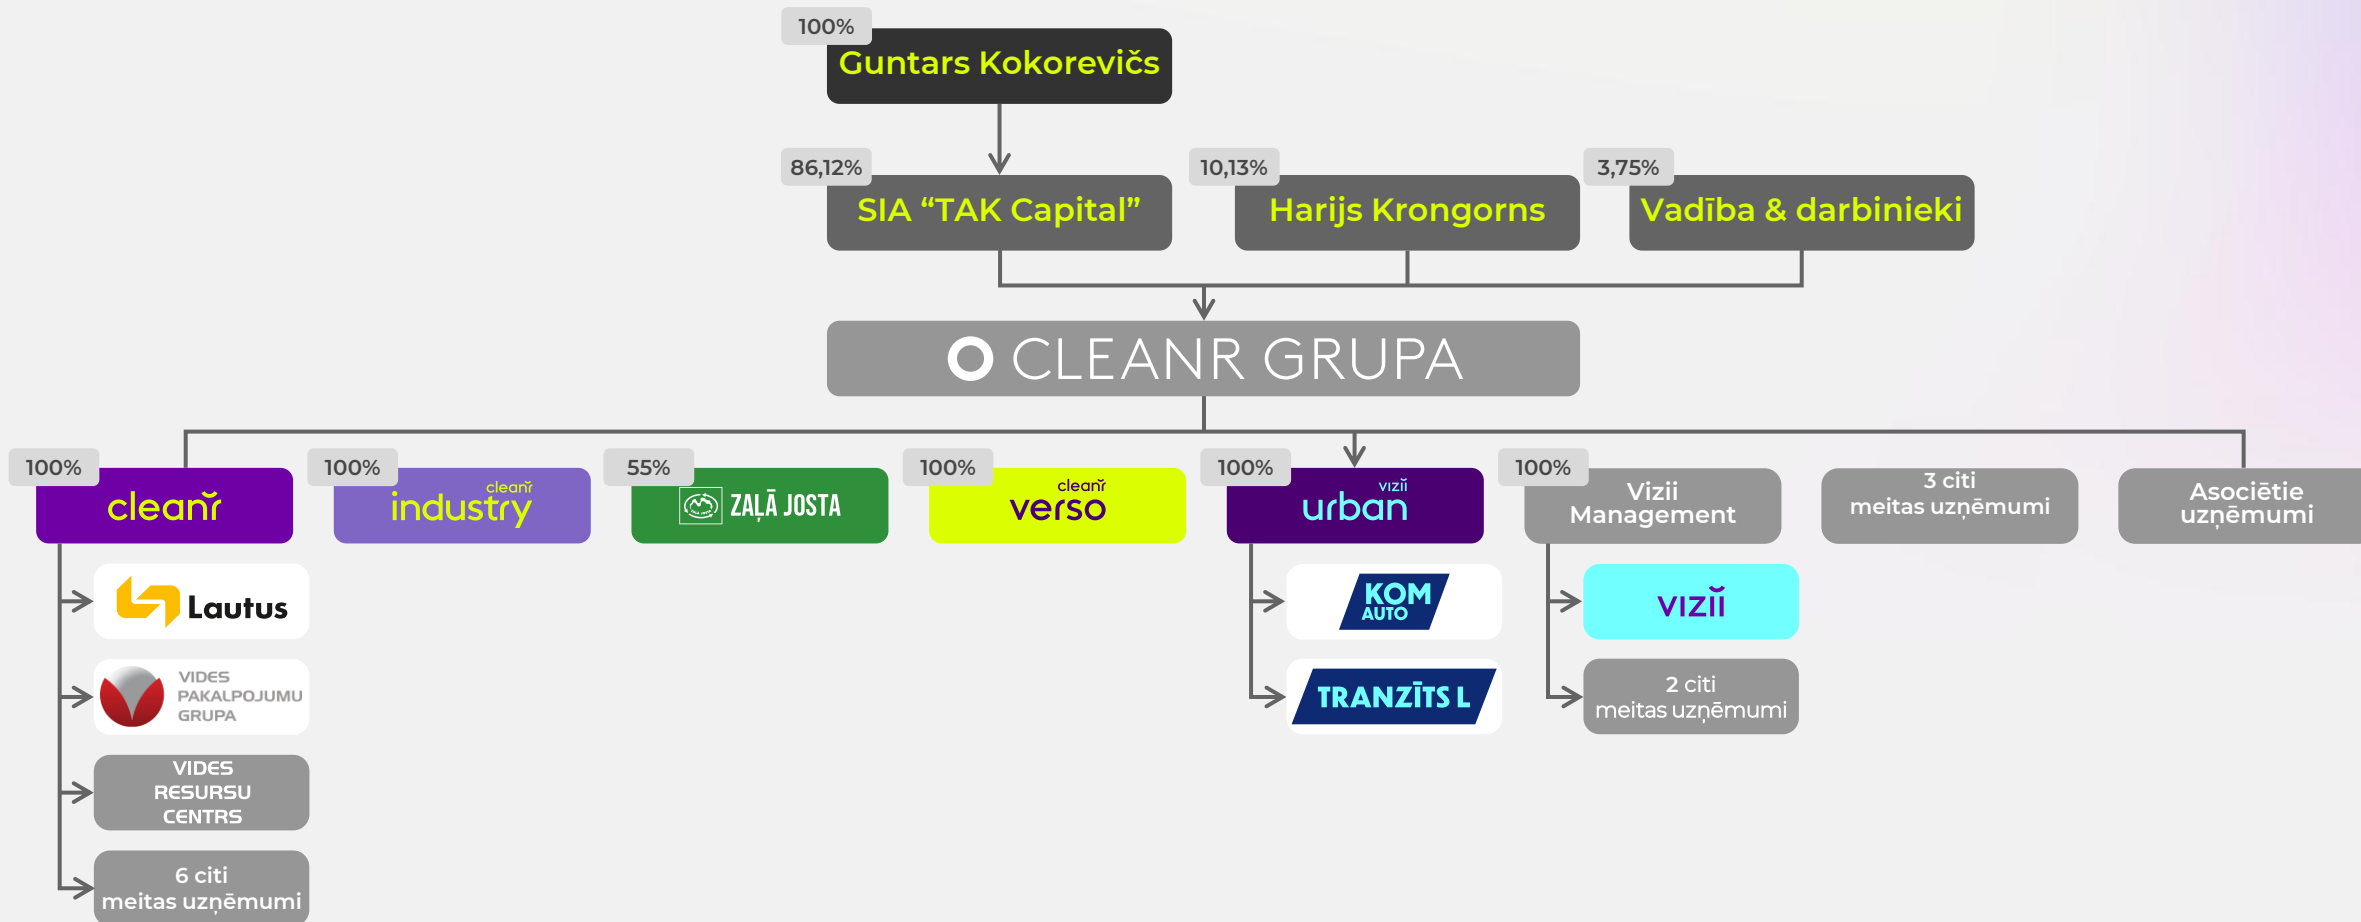 100%
Guntars Kokorevičs
86,12%
SIA “TAK Capital”
10,13%
Harijs Krongorns
3,75%
Vadība & darbinieki
CLEANR GRUPA
100%
cleanř
100%
cleanř
industry
55%
ZAĻĀ JOSTA
100%
cleanř
verso
100%
vizii
urban
100%
Vizii
Management
3 citi
meitas uzņēmumi
Asociētie
uzņēmumi
Lautus
VIDES
PAKALPOJUMU
GRUPA
VIDES
RESURSU
CENTRS
6 citi
meitas uzņēmumi
KOM
AUTO
TRANZĪTS L
vizii
2 citi
meitas uzņēmumi